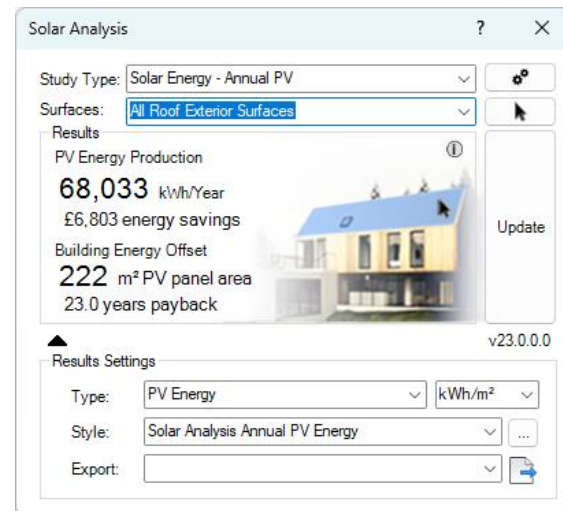 Solar Analysis ?
Study Type: Solar Energy - Annual PV
Surfaces: All Roof Exterior Surfaces
Results
PV Energy Production
68,033 kWh/Year
£6,803 energy savings
Building Energy Offset
222 m² PV panel area
23.0 years payback
Update
v23.0.0.0
Results Settings
Type: PV Energy kWh/m²
Style: Solar Analysis Annual PV Energy ...
Export: